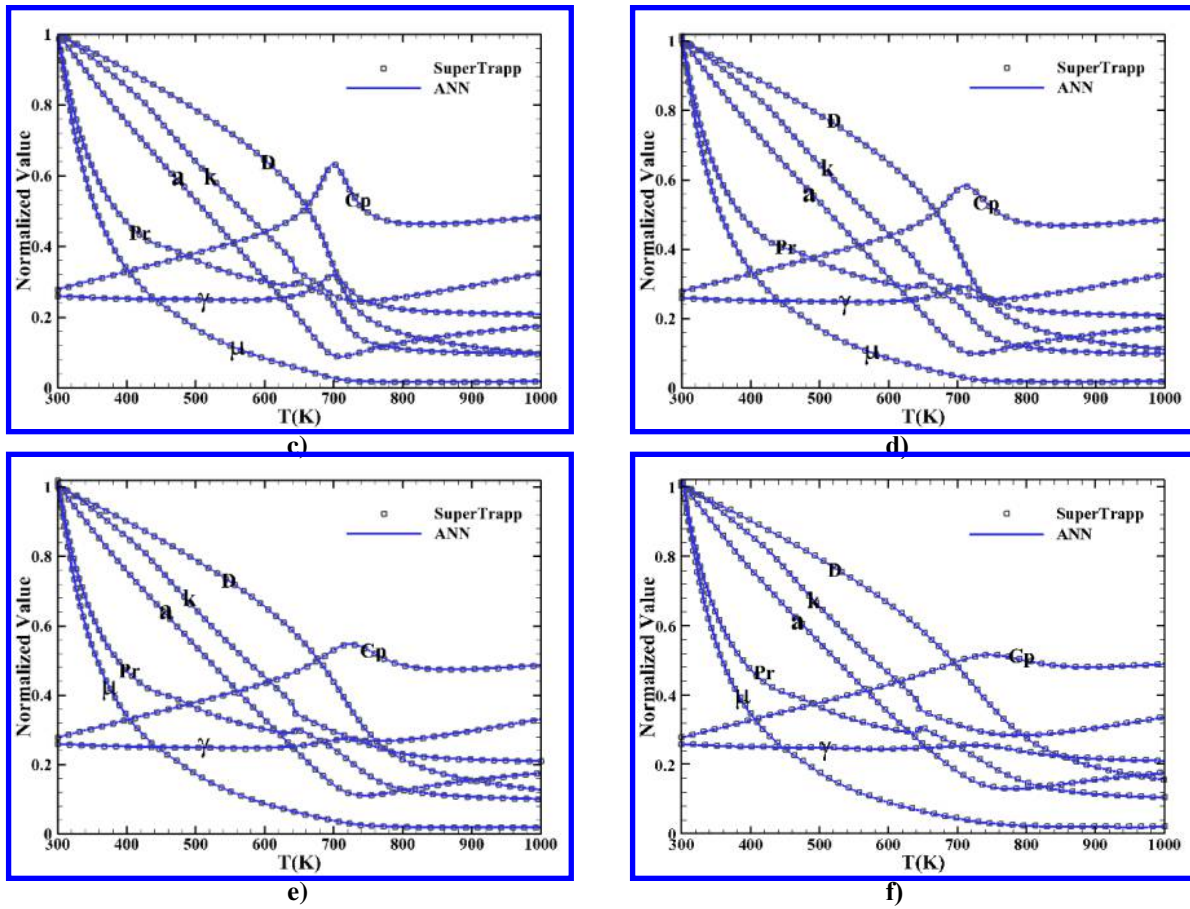 1
0.8
0.6
0.4
0.2
0
Normalized Value
SuperTrapp
ANN
D
a k
Cp
Pr
γ
μ
300 400 500 600 700 800 900 1000
T(K)
c)
1
0.8
0.6
0.4
0.2
0
Normalized Value
SuperTrapp
ANN
D
k
a
Cp
Pr
γ
μ
300 400 500 600 700 800 900 1000
T(K)
d)
1
0.8
0.6
0.4
0.2
0
Normalized Value
SuperTrapp
ANN
D
k
a
Cp
Pr
μ
γ
300 400 500 600 700 800 900 1000
T(K)
e)
1
0.8
0.6
0.4
0.2
0
Normalized Value
SuperTrapp
ANN
D
k
a
Cp
Pr
μ
γ
300 400 500 600 700 800 900 1000
T(K)
f)